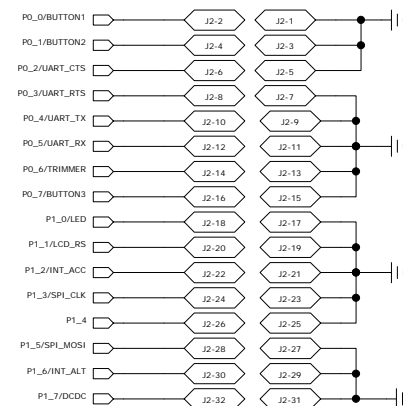 P0_0/BUTTON1 J2-2 J2-1
P0_1/BUTTON2 J2-4 J2-3
P0_2/UART_CTS J2-6 J2-5
P0_3/UART_RTS J2-8 J2-7
P0_4/UART_TX J2-10 J2-9
P0_5/UART_RX J2-12 J2-11
P0_6/TRIMMER J2-14 J2-13
P0_7/BUTTON3 J2-16 J2-15
P1_0/LED J2-18 J2-17
P1_1/LCD_RS J2-20 J2-19
P1_2/INT_ACC J2-22 J2-21
P1_3/SPI_CLK J2-24 J2-23
P1_4 J2-26 J2-25
P1_5/SPI_MOSI J2-28 J2-27
P1_6/INT_ALT J2-30 J2-29
P1_7/DCDC J2-32 J2-31